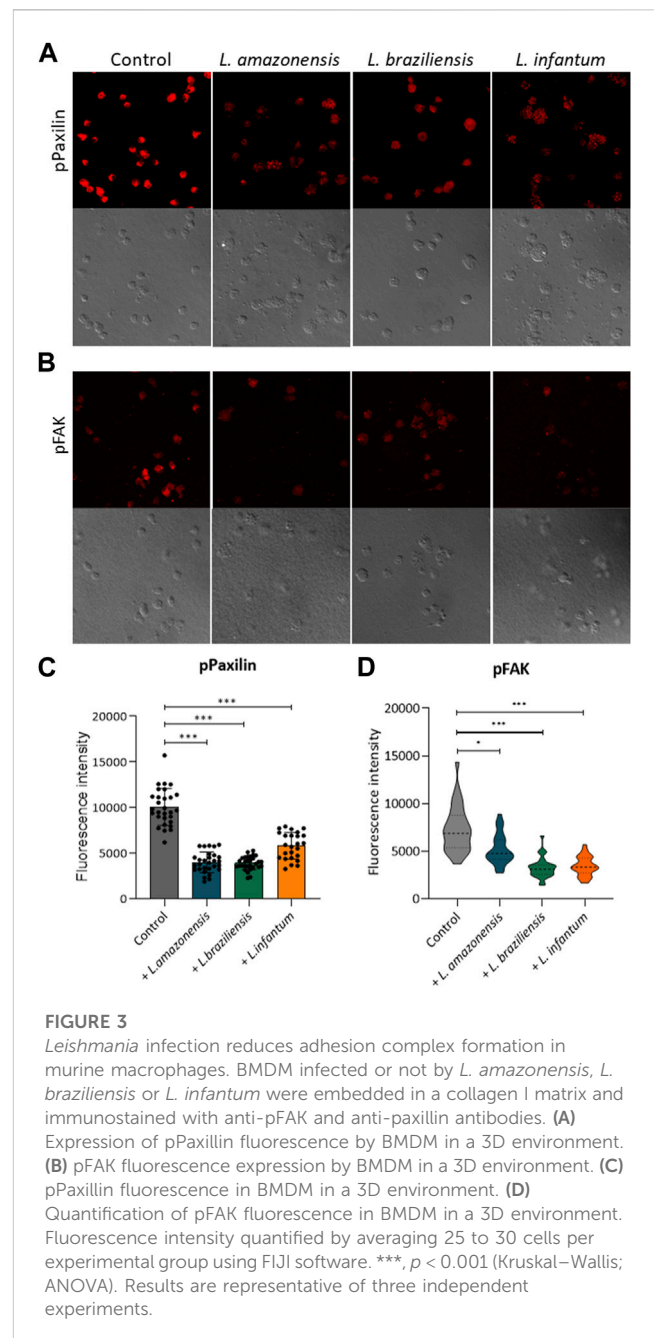 A
Control L. amazonensis L. braziliensis L. infantum
pPaxilin
B
pFAK
C
pPaxilin
***
***
***
Fluorescence intensity
20000
15000
10000
5000
0
Control
+ L.amazonensis
+ L.braziliensis
+ L.infantum
D
pFAK
***
***
*
Fluorescence intensity
20000
15000
10000
5000
0
Control
+ L. amazonensis
+ L. braziliensis
+ L. infantum
FIGURE 3
Leishmania infection reduces adhesion complex formation in
murine macrophages. BMDM infected or not by L. amazonensis, L.
braziliensis or L. infantum were embedded in a collagen I matrix and
immunostained with anti-pFAK and anti-paxillin antibodies. (A)
Expression of pPaxillin fluorescence by BMDM in a 3D environment.
(B) pFAK fluorescence expression by BMDM in a 3D environment. (C)
pPaxillin fluorescence in BMDM in a 3D environment. (D)
Quantification of pFAK fluorescence in BMDM in a 3D environment.
Fluorescence intensity quantified by averaging 25 to 30 cells per
experimental group using FIJI software. ***, p < 0.001 (Kruskal–Wallis;
ANOVA). Results are representative of three independent
experiments.